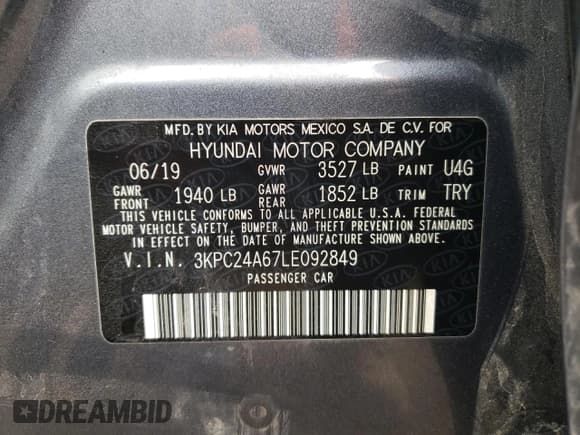 MFD. BY KIA MOTORS MEXICO S.A. DE C.V. FOR
HYUNDAI MOTOR COMPANY
06/19 GVWR 3527 LB PAINT U4G
GAWR FRONT 1940 LB GAWR REAR 1852 LB TRIM TRY
THIS VEHICLE CONFORMS TO ALL APPLICABLE U.S.A. FEDERAL
MOTOR VEHICLE SAFETY, BUMPER, AND THEFT PREVENTION STANDARDS
IN EFFECT ON THE DATE OF MANUFACTURE SHOWN ABOVE.
V.I.N. 3KPC24A67LE092849
PASSENGER CAR
DREAMBID